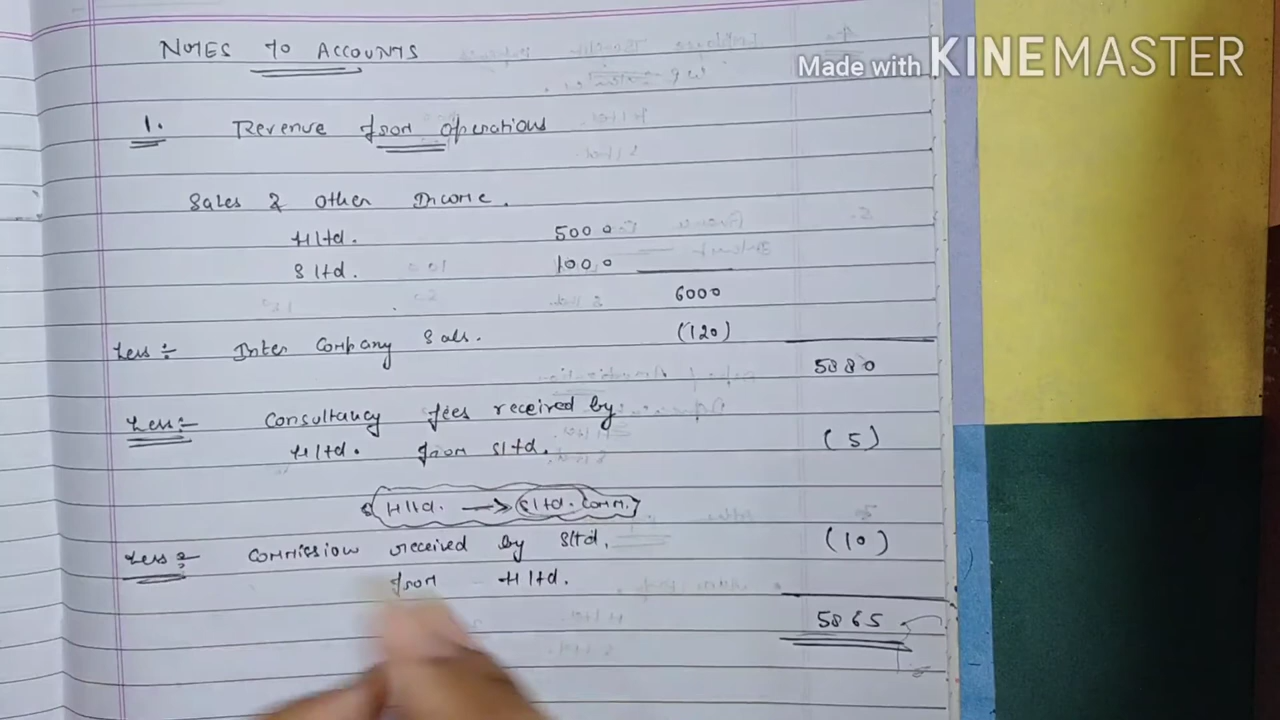 NOTES TO ACCOUNTS
Made with KINEMASTER
1. Revenue from Operations
Sales & other Income.
H ltd. 5000
S ltd. 1000
6000
Less :- Inter Company Sales. (120)
5880
Less :- Consultancy fees received by
H ltd. from S ltd. (5)
H ltd. → S ltd. Comm.
Less :- Commission received by S ltd. (10)
from H ltd.
5865